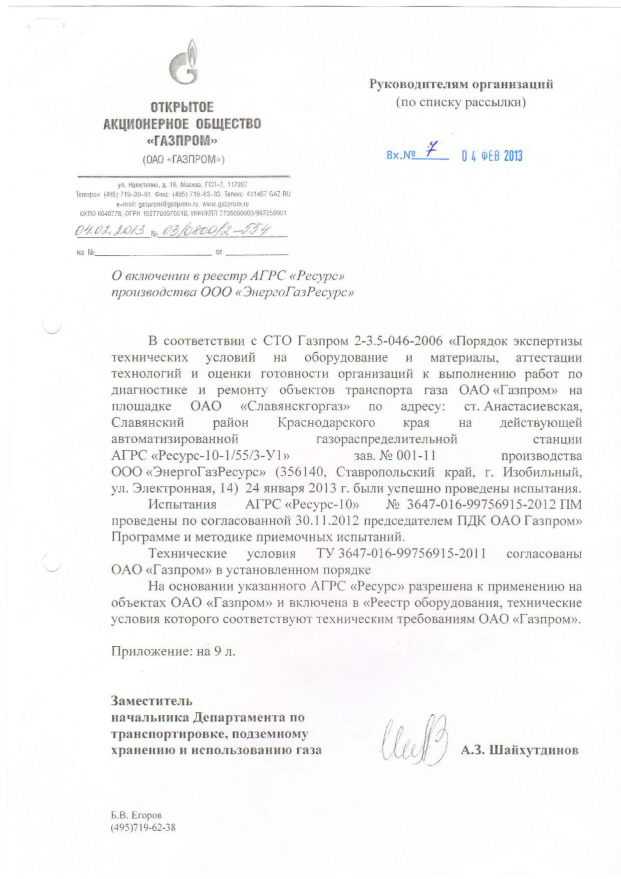 ОТКРЫТОЕ
АКЦИОНЕРНОЕ ОБЩЕСТВО
«ГАЗПРОМ»
(ОАО «ГАЗПРОМ»)
ул. Наметкина, д. 16, Москва, ГСП-7, 117997
Телефон: (495) 719-30-01. Факс: (495) 719-83-33. Телекс: 411467 GAZ RU
e-mail: gazprom@gazprom.ru, www.gazprom.ru
ОКПО 0040778, ОГРН 1027700070518, ИНН/КПП 7736050003/997250001
04.02.2013 № 03/0800/2-554
на № от
Руководителям организаций
(по списку рассылки)
Вх.№ 7 04 ФЕВ 2013
О включении в реестр АГРС «Ресурс»
производства ООО «ЭнергоГазРесурс»
В соответствии с СТО Газпром 2-3.5-046-2006 «Порядок экспертизы
технических условий на оборудование и материалы, аттестации
технологий и оценки готовности организаций к выполнению работ по
диагностике и ремонту объектов транспорта газа ОАО «Газпром» на
площадке ОАО «Славянскгоргаз» по адресу: ст. Анастасиевская,
Славянский район Краснодарского края на действующей
автоматизированной газораспределительной станции
АГРС «Ресурс-10-1/55/3-У1» зав. № 001-11 производства
ООО «ЭнергоГазРесурс» (356140, Ставропольский край, г. Изобильный,
ул. Электронная, 14) 24 января 2013 г. были успешно проведены испытания.
Испытания АГРС «Ресурс-10» № 3647-016-99756915-2012 ПМ
проведены по согласованной 30.11.2012 председателем ПДК ОАО Газпром»
Программе и методике приемочных испытаний.
Технические условия ТУ 3647-016-99756915-2011 согласованы
ОАО «Газпром» в установленном порядке
На основании указанного АГРС «Ресурс» разрешена к применению на
объектах ОАО «Газпром» и включена в «Реестр оборудования, технические
условия которого соответствуют техническим требованиям ОАО «Газпром».
Приложение: на 9 л.
Заместитель
начальника Департамента по
транспортировке, подземному
хранению и использованию газа
А.З. Шайхутдинов
Б.В. Егоров
(495)719-62-38